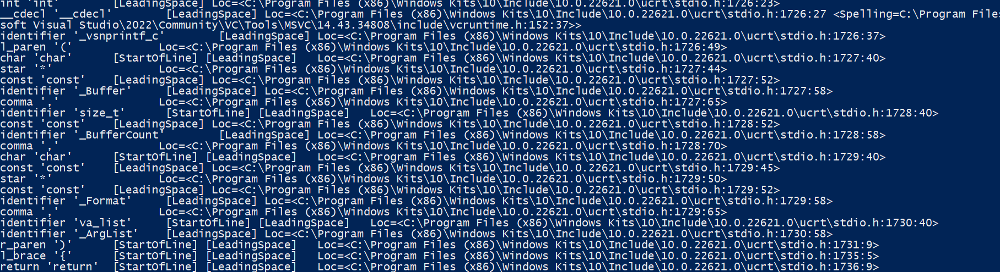 int 'int' [LeadingSpace] Loc=<C:\Program Files (x86)\Windows Kits\10\Include\10.0.22621.0\ucrt\stdio.h:1726:23>
__cdecl '__cdecl' [LeadingSpace] Loc=<C:\Program Files (x86)\Windows Kits\10\Include\10.0.22621.0\ucrt\stdio.h:1726:27 <Spelling=C:\Program Files
soft Visual Studio\2022\Community\VC\Tools\MSVC\14.43.34808\include\vcruntime.h:152:37>>
identifier '_vsnprintf_c' [LeadingSpace] Loc=<C:\Program Files (x86)\Windows Kits\10\Include\10.0.22621.0\ucrt\stdio.h:1726:37>
l_paren '(' Loc=<C:\Program Files (x86)\Windows Kits\10\Include\10.0.22621.0\ucrt\stdio.h:1726:49>
char 'char' [StartOfLine] [LeadingSpace] Loc=<C:\Program Files (x86)\Windows Kits\10\Include\10.0.22621.0\ucrt\stdio.h:1727:40>
star '*' Loc=<C:\Program Files (x86)\Windows Kits\10\Include\10.0.22621.0\ucrt\stdio.h:1727:44>
const 'const' [LeadingSpace] Loc=<C:\Program Files (x86)\Windows Kits\10\Include\10.0.22621.0\ucrt\stdio.h:1727:52>
identifier '_Buffer' [LeadingSpace] Loc=<C:\Program Files (x86)\Windows Kits\10\Include\10.0.22621.0\ucrt\stdio.h:1727:58>
comma ',' Loc=<C:\Program Files (x86)\Windows Kits\10\Include\10.0.22621.0\ucrt\stdio.h:1727:65>
identifier 'size_t' [StartOfLine] [LeadingSpace] Loc=<C:\Program Files (x86)\Windows Kits\10\Include\10.0.22621.0\ucrt\stdio.h:1728:40>
const 'const' [LeadingSpace] Loc=<C:\Program Files (x86)\Windows Kits\10\Include\10.0.22621.0\ucrt\stdio.h:1728:52>
identifier '_BufferCount' [LeadingSpace] Loc=<C:\Program Files (x86)\Windows Kits\10\Include\10.0.22621.0\ucrt\stdio.h:1728:58>
comma ',' Loc=<C:\Program Files (x86)\Windows Kits\10\Include\10.0.22621.0\ucrt\stdio.h:1728:70>
char 'char' [StartOfLine] [LeadingSpace] Loc=<C:\Program Files (x86)\Windows Kits\10\Include\10.0.22621.0\ucrt\stdio.h:1729:40>
const 'const' [LeadingSpace] Loc=<C:\Program Files (x86)\Windows Kits\10\Include\10.0.22621.0\ucrt\stdio.h:1729:45>
star '*' Loc=<C:\Program Files (x86)\Windows Kits\10\Include\10.0.22621.0\ucrt\stdio.h:1729:50>
const 'const' [LeadingSpace] Loc=<C:\Program Files (x86)\Windows Kits\10\Include\10.0.22621.0\ucrt\stdio.h:1729:52>
identifier '_Format' [LeadingSpace] Loc=<C:\Program Files (x86)\Windows Kits\10\Include\10.0.22621.0\ucrt\stdio.h:1729:58>
comma ',' Loc=<C:\Program Files (x86)\Windows Kits\10\Include\10.0.22621.0\ucrt\stdio.h:1729:65>
identifier 'va_list' [StartOfLine] [LeadingSpace] Loc=<C:\Program Files (x86)\Windows Kits\10\Include\10.0.22621.0\ucrt\stdio.h:1730:40>
identifier '_ArgList' [LeadingSpace] Loc=<C:\Program Files (x86)\Windows Kits\10\Include\10.0.22621.0\ucrt\stdio.h:1730:58>
r_paren ')' [StartOfLine] [LeadingSpace] Loc=<C:\Program Files (x86)\Windows Kits\10\Include\10.0.22621.0\ucrt\stdio.h:1731:9>
l_brace '{' [StartOfLine] [LeadingSpace] Loc=<C:\Program Files (x86)\Windows Kits\10\Include\10.0.22621.0\ucrt\stdio.h:1735:5>
return 'return' [StartOfLine] [LeadingSpace] Loc=<C:\Program Files (x86)\Windows Kits\10\Include\10.0.22621.0\ucrt\stdio.h:1736:9>